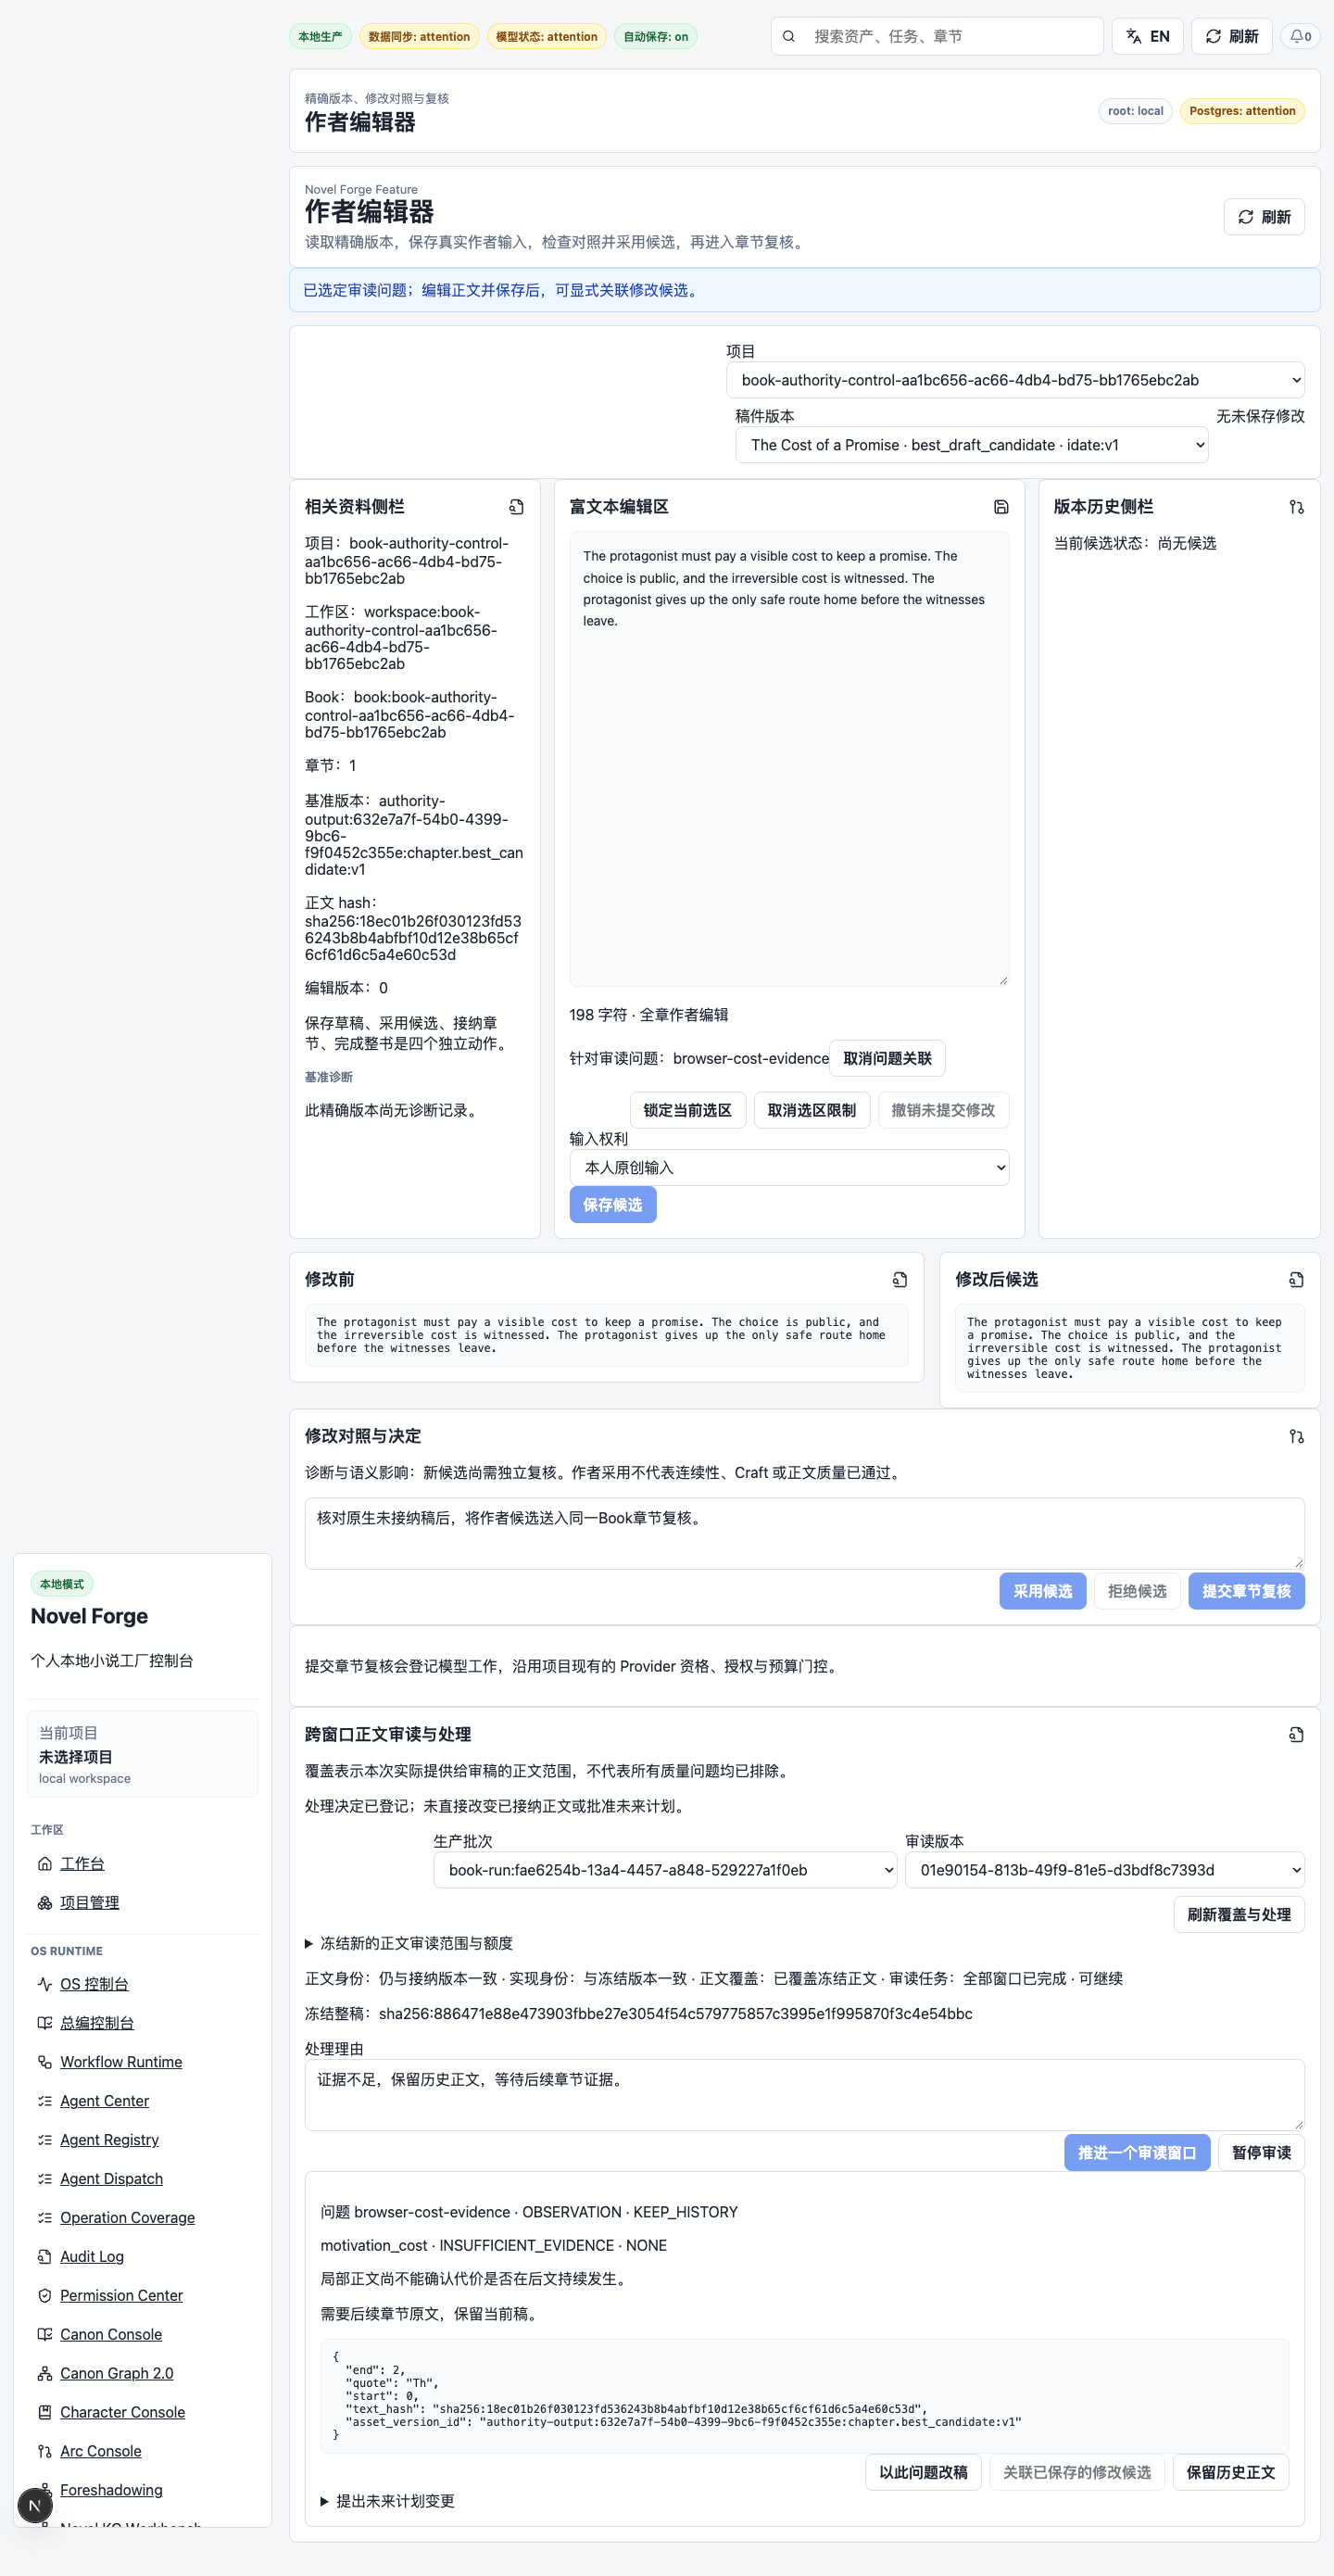 本地生产
数据同步: attention
模型状态: attention
自动保存: on
搜索资产、任务、章节
EN
刷新
0
精确版本、修改对照与复核
作者编辑器
root: local
Postgres: attention
Novel Forge Feature
作者编辑器
读取精确版本，保存真实作者输入，检查对照并采用候选，再进入章节复核。
刷新
已选定审读问题；编辑正文并保存后，可显式关联修改候选。
项目
book-authority-control-aa1bc656-ac66-4db4-bd75-bb1765ebc2ab
稿件版本
无未保存修改
The Cost of a Promise · best_draft_candidate · idate:v1
相关资料侧栏
项目：book-authority-control-
aa1bc656-ac66-4db4-bd75-
bb1765ebc2ab
工作区：workspace:book-
authority-control-aa1bc656-
ac66-4db4-bd75-
bb1765ebc2ab
Book：book:book-authority-
control-aa1bc656-ac66-4db4-
bd75-bb1765ebc2ab
章节：1
基准版本：authority-
output:632e7a7f-54b0-4399-
9bc6-
f9f0452c355e:chapter.best_can
didate:v1
正文 hash：
sha256:18ec01b26f030123fd53
6243b8b4abfbf10d12e38b65cf
6cf61d6c5a4e60c53d
编辑版本：0
保存草稿、采用候选、接纳章
节、完成整书是四个独立动作。
基准诊断
此精确版本尚无诊断记录。
富文本编辑区
The protagonist must pay a visible cost to keep a promise. The
choice is public, and the irreversible cost is witnessed. The
protagonist gives up the only safe route home before the witnesses
leave.
198 字符 · 全章作者编辑
针对审读问题：browser-cost-evidence
取消问题关联
锁定当前选区
取消选区限制
撤销未提交修改
输入权利
本人原创输入
保存候选
版本历史侧栏
当前候选状态：尚无候选
修改前
The protagonist must pay a visible cost to keep a promise. The choice is public, and
the irreversible cost is witnessed. The protagonist gives up the only safe route home
before the witnesses leave.
修改后候选
The protagonist must pay a visible cost to keep
a promise. The choice is public, and the
irreversible cost is witnessed. The protagonist
gives up the only safe route home before the
witnesses leave.
修改对照与决定
诊断与语义影响：新候选尚需独立复核。作者采用不代表连续性、Craft 或正文质量已通过。
核对原生未接纳稿后，将作者候选送入同一Book章节复核。
采用候选
拒绝候选
提交章节复核
提交章节复核会登记模型工作，沿用项目现有的 Provider 资格、授权与预算门控。
跨窗口正文审读与处理
覆盖表示本次实际提供给审稿的正文范围，不代表所有质量问题均已排除。
处理决定已登记；未直接改变已接纳正文或批准未来计划。
生产批次
book-run:fae6254b-13a4-4457-a848-529227a1f0eb
审读版本
01e90154-813b-49f9-81e5-d3bdf8c7393d
刷新覆盖与处理
冻结新的正文审读范围与额度
正文身份：仍与接纳版本一致 · 实现身份：与冻结版本一致 · 正文覆盖：已覆盖冻结正文 · 审读任务：全部窗口已完成 · 可继续
冻结整稿：sha256:886471e88e473903fbbe27e3054f54c579775857c3995e1f995870f3c4e54bbc
处理理由
证据不足，保留历史正文，等待后续章节证据。
推进一个审读窗口
暂停审读
问题 browser-cost-evidence · OBSERVATION · KEEP_HISTORY
motivation_cost · INSUFFICIENT_EVIDENCE · NONE
局部正文尚不能确认代价是否在后文持续发生。
需要后续章节原文，保留当前稿。
{
"end": 2,
"quote": "Th",
"start": 0,
"text_hash": "sha256:18ec01b26f030123fd536243b8b4abfbf10d12e38b65cf6cf61d6c5a4e60c53d",
"asset_version_id": "authority-output:632e7a7f-54b0-4399-9bc6-f9f0452c355e:chapter.best_candidate:v1"
}
以此问题改稿
关联已保存的修改候选
保留历史正文
提出未来计划变更
本地模式
Novel Forge
个人本地小说工厂控制台
当前项目
未选择项目
local workspace
工作区
工作台
项目管理
OS RUNTIME
OS 控制台
总编控制台
Workflow Runtime
Agent Center
Agent Registry
Agent Dispatch
Operation Coverage
Audit Log
Permission Center
Canon Console
Canon Graph 2.0
Character Console
Arc Console
Foreshadowing
N